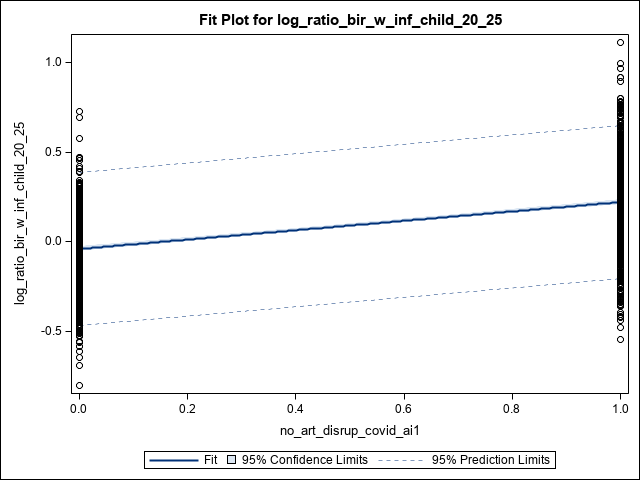 Fit Plot for log_ratio_bir_w_inf_child_20_25
log_ratio_bir_w_inf_child_20_25
1.0
0.5
0.0
-0.5
0.0 0.2 0.4 0.6 0.8 1.0
no_art_disrup_covid_ai1
Fit 95% Confidence Limits 95% Prediction Limits